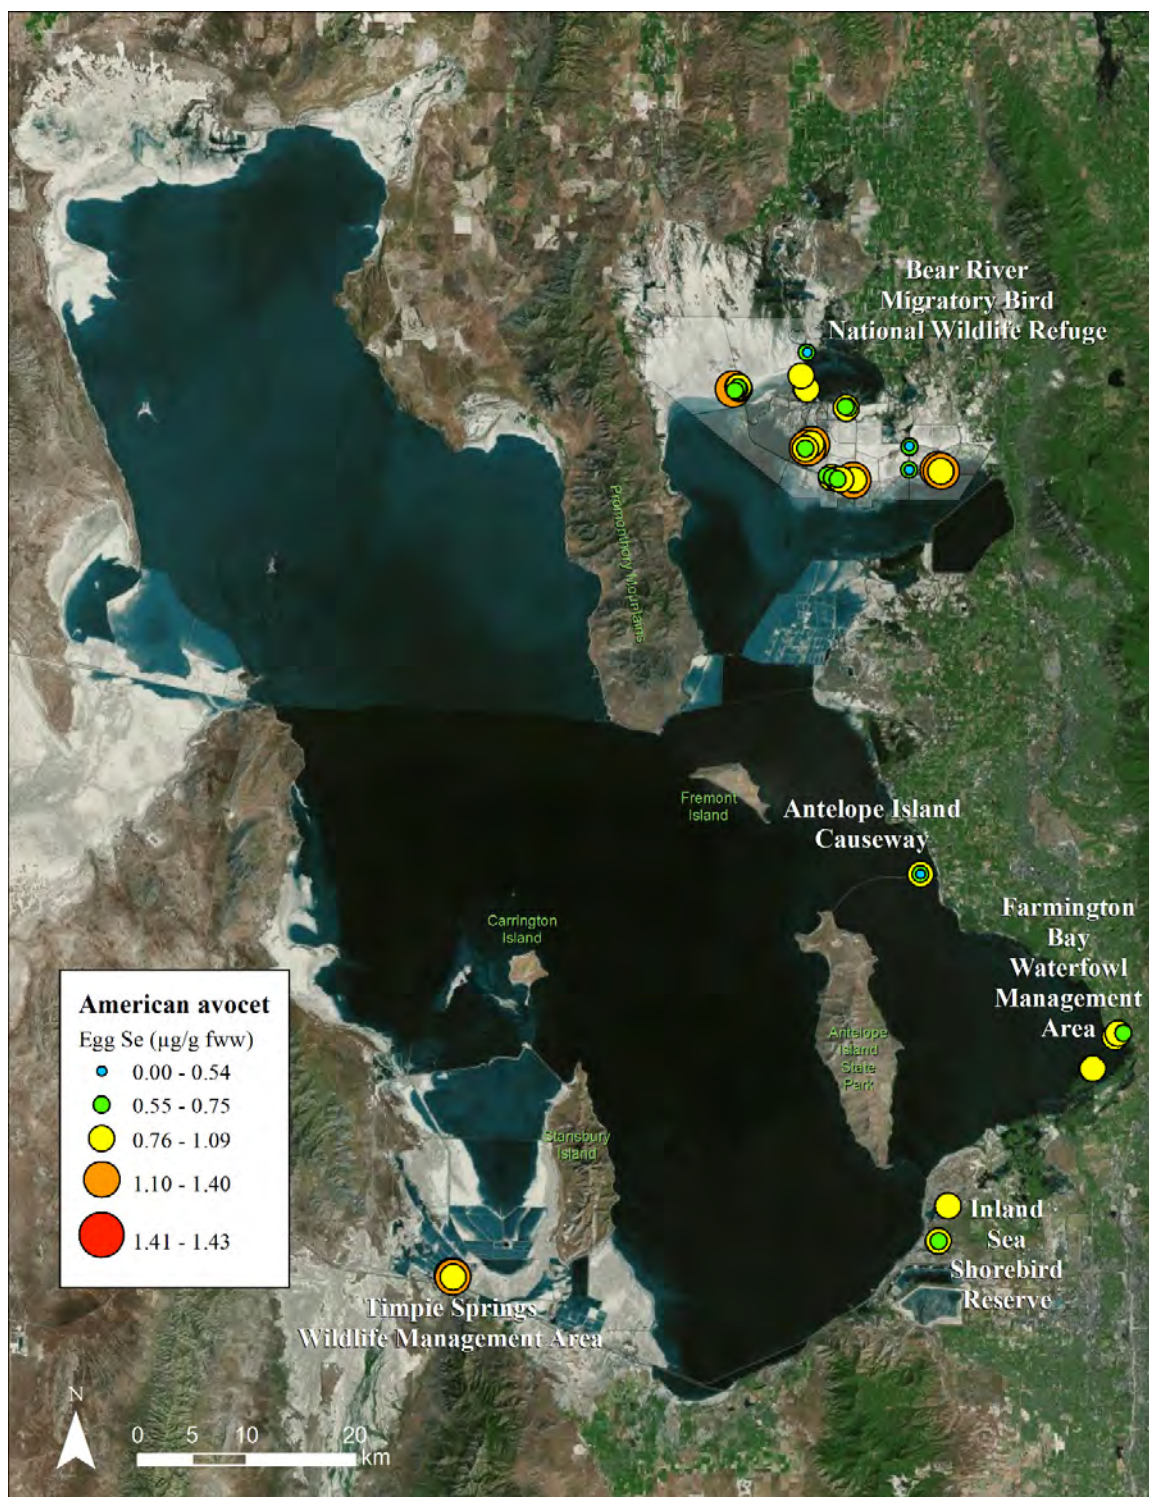 Bear River
Migratory Bird
National Wildlife Refuge
Promonthory Mountains
Fremont
Island
Antelope Island
Causeway
Carrington
Island
Farmington
Bay
Waterfowl
Management
Area
Antelope
Island
State
Park
Stansbury
Island
Inland
Sea
Shorebird
Reserve
Timpie Springs
Wildlife Management Area
American avocet
Egg Se (µg/g fww)
0.00 - 0.54
0.55 - 0.75
0.76 - 1.09
1.10 - 1.40
1.41 - 1.43
N
0 5 10 20
km